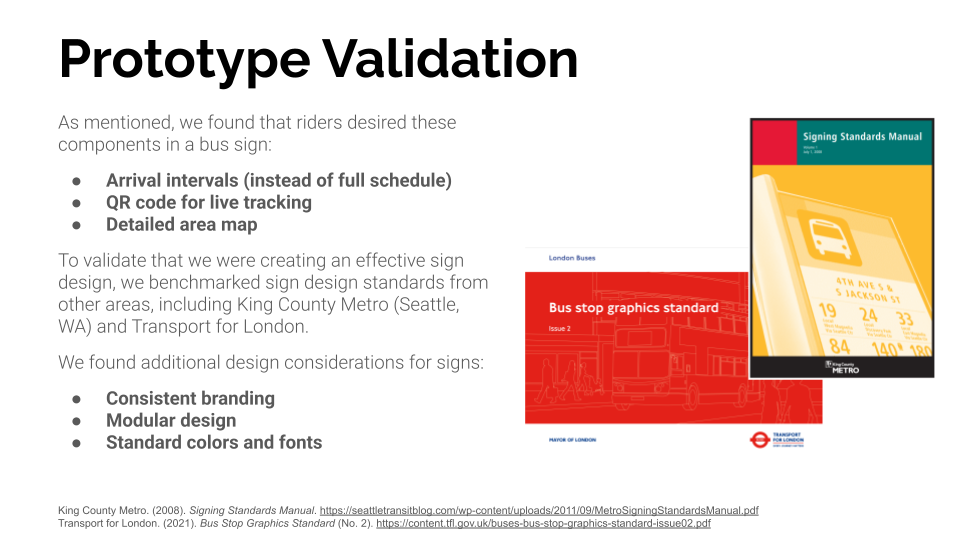 Prototype Validation
As mentioned, we found that riders desired these
components in a bus sign:
● Arrival intervals (instead of full schedule)
● QR code for live tracking
● Detailed area map
To validate that we were creating an effective sign
design, we benchmarked sign design standards from
other areas, including King County Metro (Seattle,
WA) and Transport for London.
We found additional design considerations for signs:
● Consistent branding
● Modular design
● Standard colors and fonts
London Buses
Bus stop graphics standard
Issue 2
MAYOR OF LONDON
TRANSPORT
FOR LONDON
Signing Standards Manual
4TH AVE S &
S JACKSON ST
19 24 33
84 140* 180
King County
METRO
King County Metro. (2008). Signing Standards Manual. https://seattletransitblog.com/wp-content/uploads/2011/09/MetroSigningStandardsManual.pdf
Transport for London. (2021). Bus Stop Graphics Standard (No. 2). https://content.tfl.gov.uk/buses-bus-stop-graphics-standard-issue02.pdf